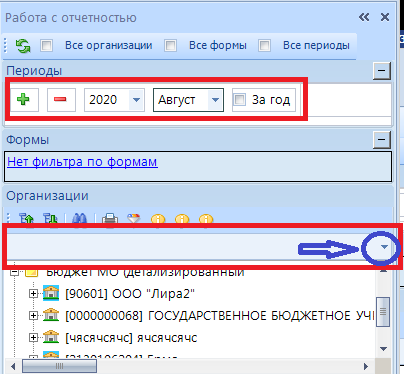 Работа с отчетностью
Все организации Все формы Все периоды
Периоды
2020 Август За год
Формы
Нет фильтра по формам
Организации
Бюджет МО (детализированный
[90601] ООО "Лира2"
[0000000068] ГОСУДАРСТВЕННОЕ БЮДЖЕТНОЕ УЧ
[чясячсячс] ячсячсячс